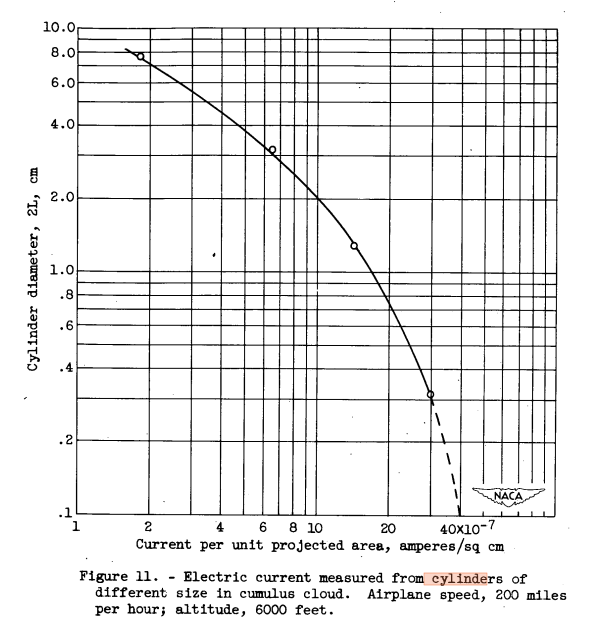 10.0
8.0
6.0
4.0
2.0
1.0
.8
.6
.4
.2
.1
Cylinder diameter, 2L, cm
1 2 4 6 8 10 20 40X10-7
NACA
Current per unit projected area, amperes/sq cm
Figure 11. - Electric current measured from cylinders of
different size in cumulus cloud. Airplane speed, 200 miles
per hour; altitude, 6000 feet.